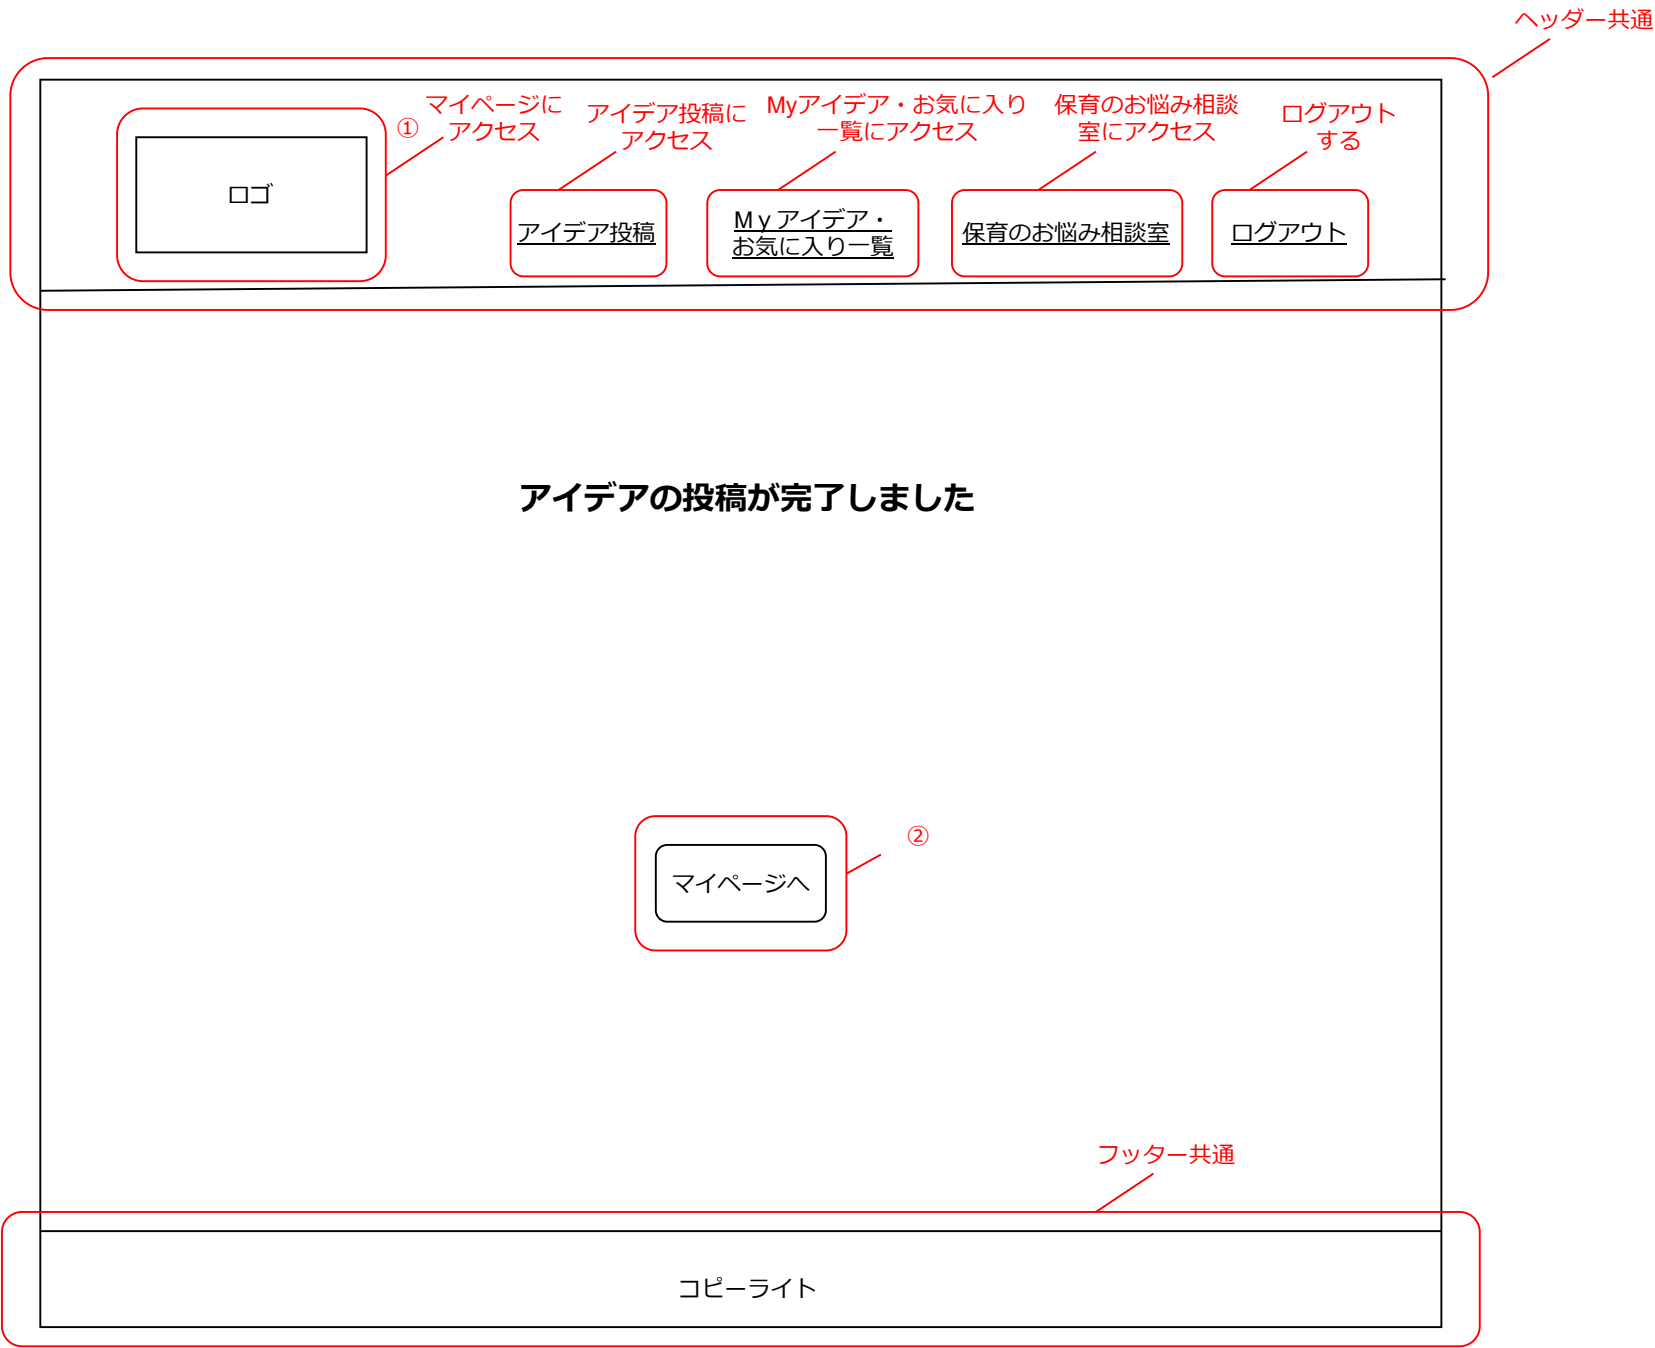 ヘッダー共通
①
マイページに
アクセス
アイデア投稿に
アクセス
Myアイデア・お気に入り
一覧にアクセス
保育のお悩み相談
室にアクセス
ログアウト
する
ロゴ
アイデア投稿
Ｍｙアイデア・
お気に入り一覧
保育のお悩み相談室
ログアウト
アイデアの投稿が完了しました
②
マイページへ
フッター共通
コピーライト